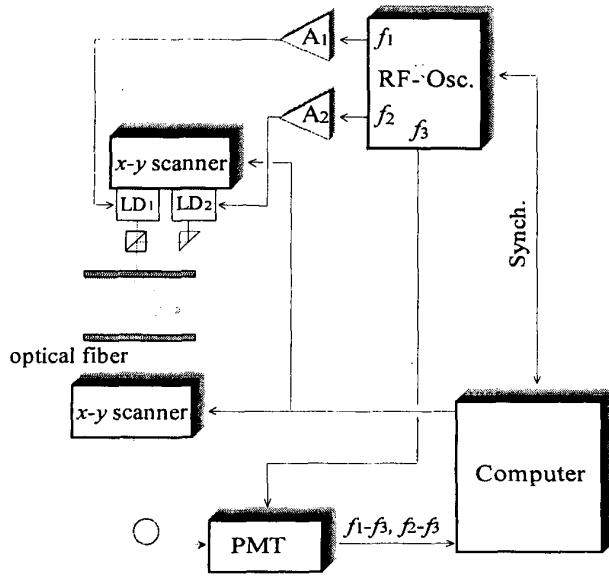 A1
f1
RF-Osc.
A2
f2
f3
x-y scanner
LD1
LD2
Synch.
optical fiber
x-y scanner
Computer
PMT
f1-f3, f2-f3